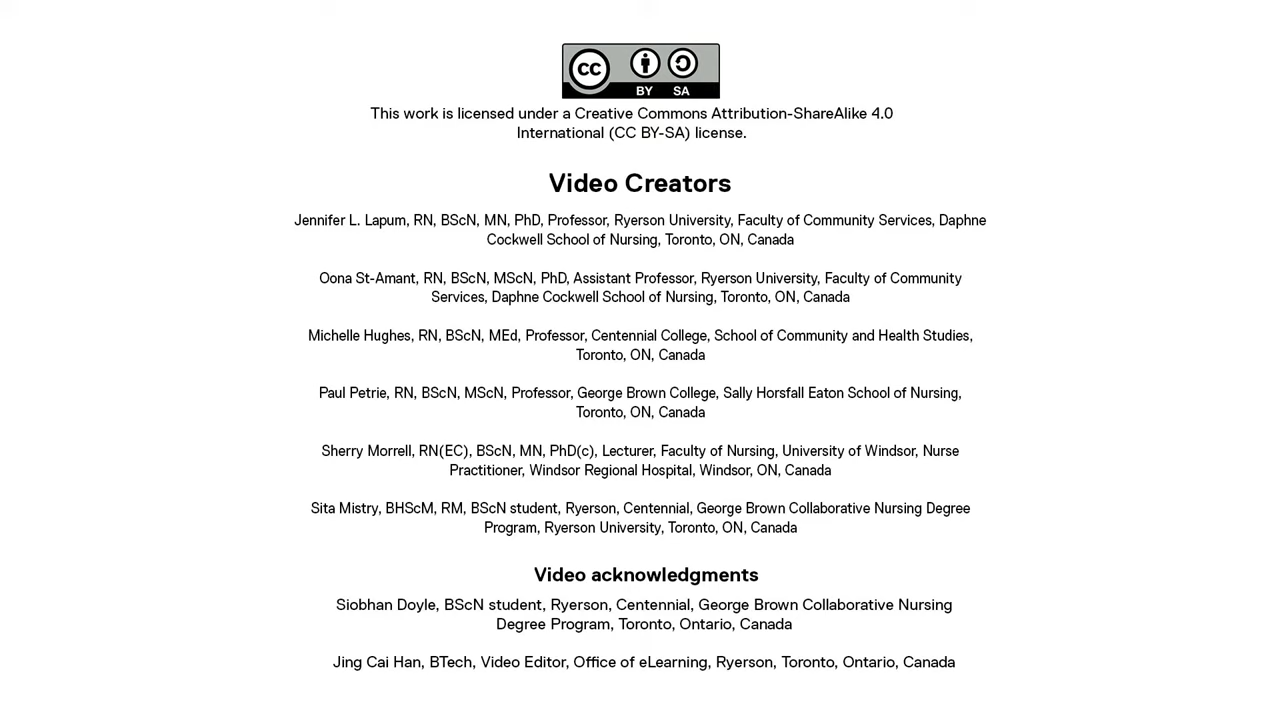 CC BY SA
This work is licensed under a Creative Commons Attribution-ShareAlike 4.0
International (CC BY-SA) license.
Video Creators
Jennifer L. Lapum, RN, BScN, MN, PhD, Professor, Ryerson University, Faculty of Community Services, Daphne
Cockwell School of Nursing, Toronto, ON, Canada
Oona St-Amant, RN, BScN, MScN, PhD, Assistant Professor, Ryerson University, Faculty of Community
Services, Daphne Cockwell School of Nursing, Toronto, ON, Canada
Michelle Hughes, RN, BScN, MEd, Professor, Centennial College, School of Community and Health Studies,
Toronto, ON, Canada
Paul Petrie, RN, BScN, MScN, Professor, George Brown College, Sally Horsfall Eaton School of Nursing,
Toronto, ON, Canada
Sherry Morrell, RN(EC), BScN, MN, PhD(c), Lecturer, Faculty of Nursing, University of Windsor, Nurse
Practitioner, Windsor Regional Hospital, Windsor, ON, Canada
Sita Mistry, BHScM, RM, BScN student, Ryerson, Centennial, George Brown Collaborative Nursing Degree
Program, Ryerson University, Toronto, ON, Canada
Video acknowledgments
Siobhan Doyle, BScN student, Ryerson, Centennial, George Brown Collaborative Nursing
Degree Program, Toronto, Ontario, Canada
Jing Cai Han, BTech, Video Editor, Office of eLearning, Ryerson, Toronto, Ontario, Canada